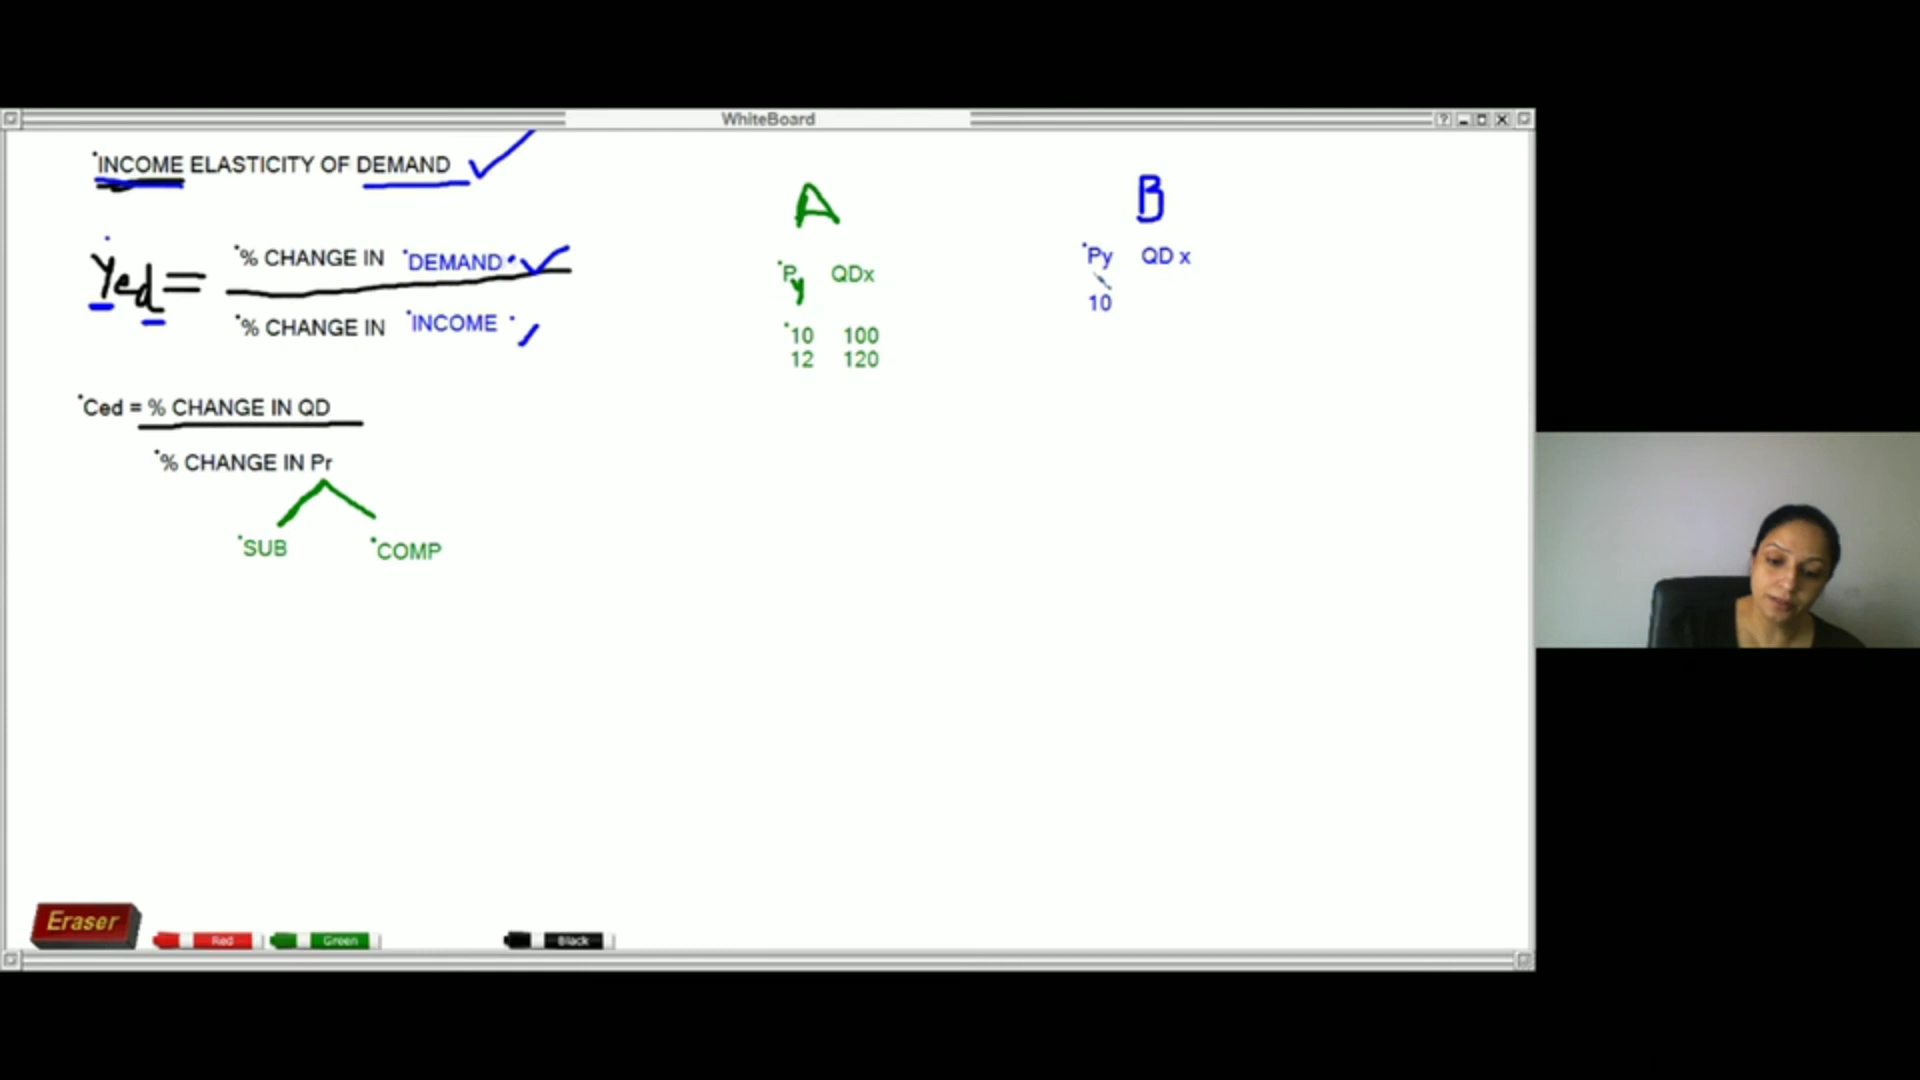 WhiteBoard
INCOME ELASTICITY OF DEMAND
Yed = % CHANGE IN DEMAND
% CHANGE IN INCOME
Ced = % CHANGE IN QD
% CHANGE IN Pr
SUB COMP
A
Py QDx
10 100
12 120
B
Py QD x
10
Eraser
Red Green Black